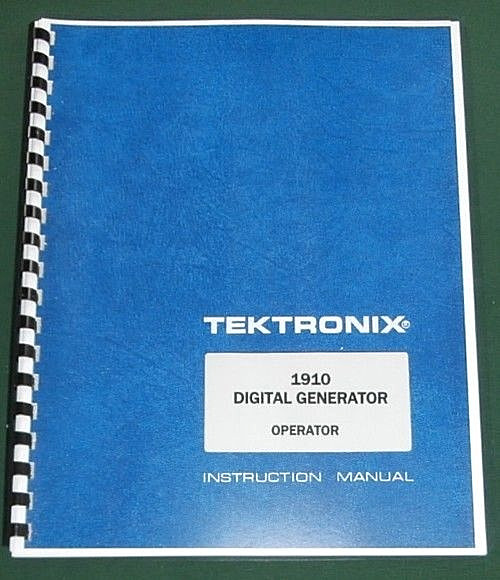 TEKTRONIX®
1910
DIGITAL GENERATOR
OPERATOR
INSTRUCTION MANUAL